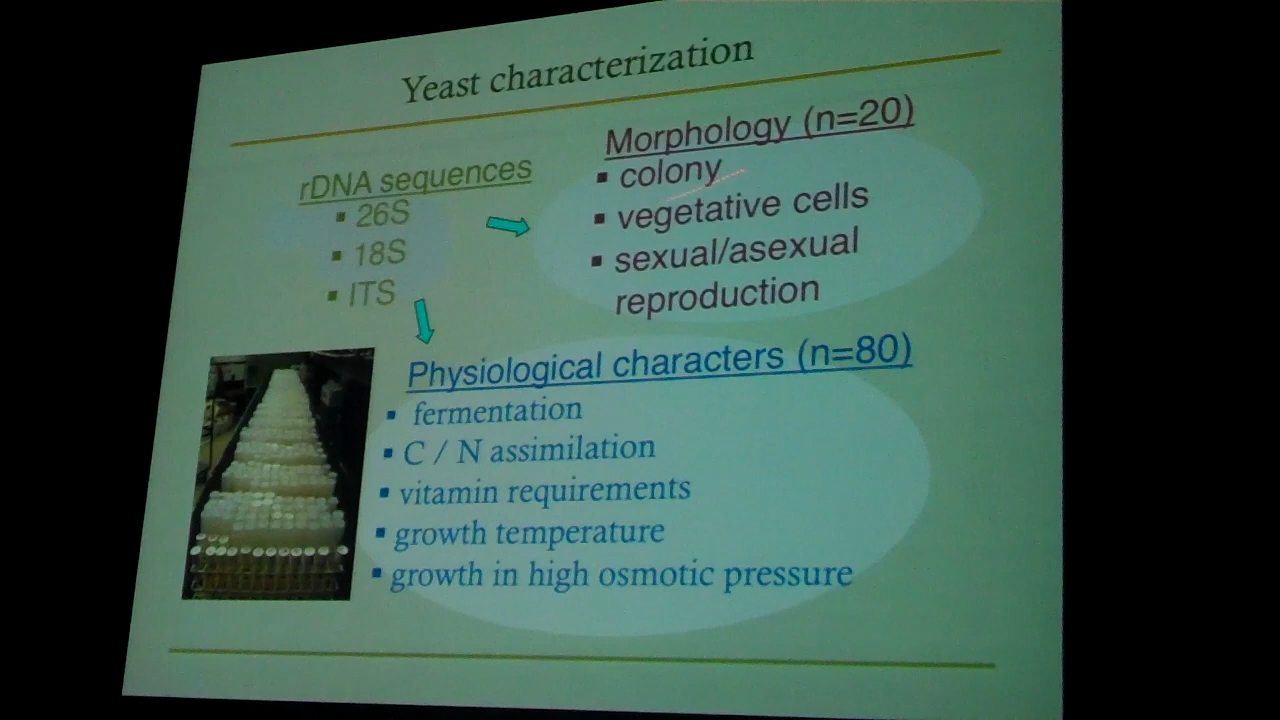 Yeast characterization
rDNA sequences
▪ 26S
▪ 18S
▪ ITS
Morphology (n=20)
▪ colony
▪ vegetative cells
▪ sexual/asexual
reproduction
Physiological characters (n=80)
▪ fermentation
▪ C / N assimilation
▪ vitamin requirements
▪ growth temperature
▪ growth in high osmotic pressure